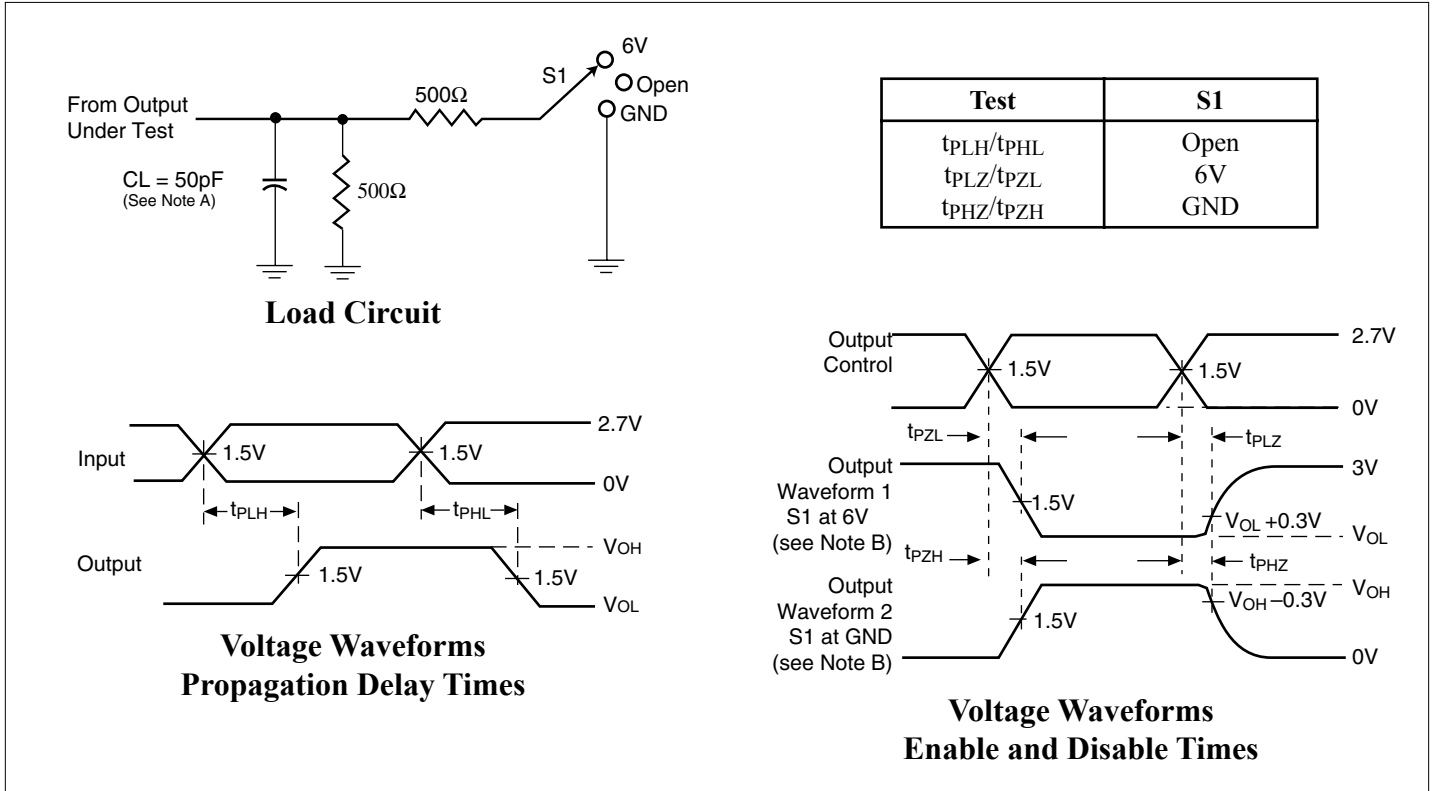 6V
S1
Open
500Ω
GND
From Output
Under Test
CL = 50pF
(See Note A)
500Ω
Load Circuit
Test S1
tPLH/tPHL Open
tPLZ/tPZL 6V
tPHZ/tPZH GND
Input
1.5V
1.5V
2.7V
0V
tPLH
tPHL
Output
1.5V
1.5V
VOH
VOL
Voltage Waveforms
Propagation Delay Times
Output
Control
1.5V
1.5V
2.7V
0V
tPZL
tPLZ
Output
Waveform 1
S1 at 6V
(see Note B)
1.5V
3V
VOL +0.3V
VOL
tPZH
tPHZ
Output
Waveform 2
S1 at GND
(see Note B)
1.5V
VOH
VOH –0.3V
0V
Voltage Waveforms
Enable and Disable Times